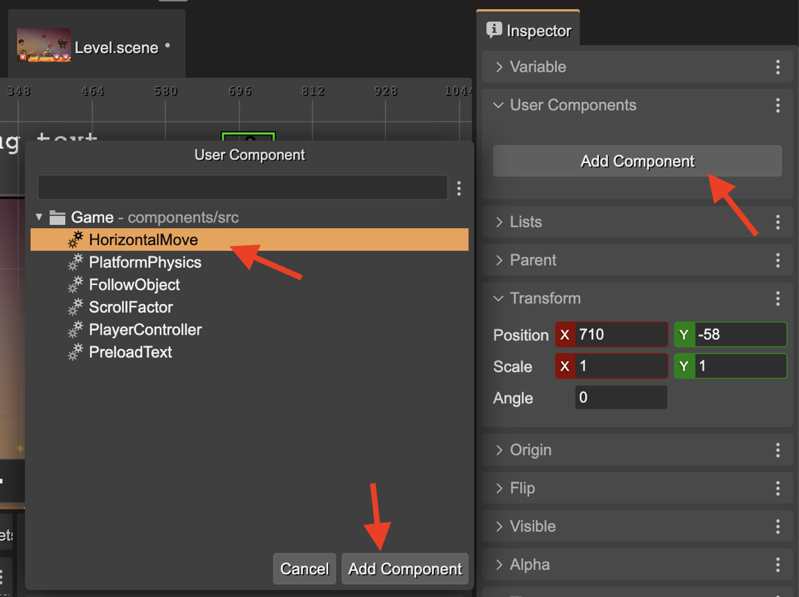 Level.scene *
348 464 580 696 812 928 1044
g text
User Component
Game - components/src
HorizontalMove
PlatformPhysics
FollowObject
ScrollFactor
PlayerController
PreloadText
Cancel Add Component
ets
Inspector
Variable
User Components
Add Component
Lists
Parent
Transform
Position X 710 Y -58
Scale X 1 Y 1
Angle 0
Origin
Flip
Visible
Alpha